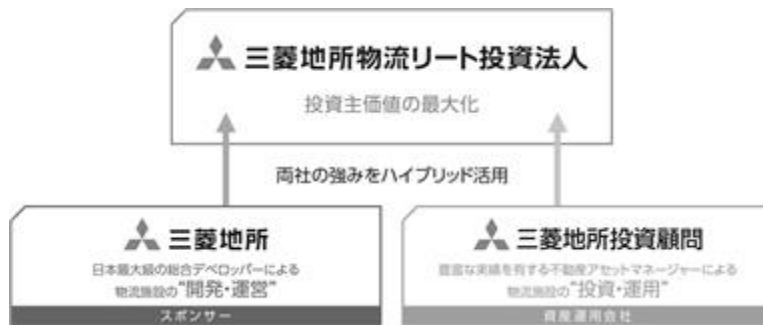 三菱地所物流リート投資法人
投資主価値の最大化
両社の強みをハイブリッド活用
三菱地所
日本最大級の総合デベロッパーによる
物流施設の"開発・運営"
スポンサー
三菱地所投資顧問
豊富な実績を有する不動産アセットマネージャーによる
物流施設の"投資・運用"
資産運用会社